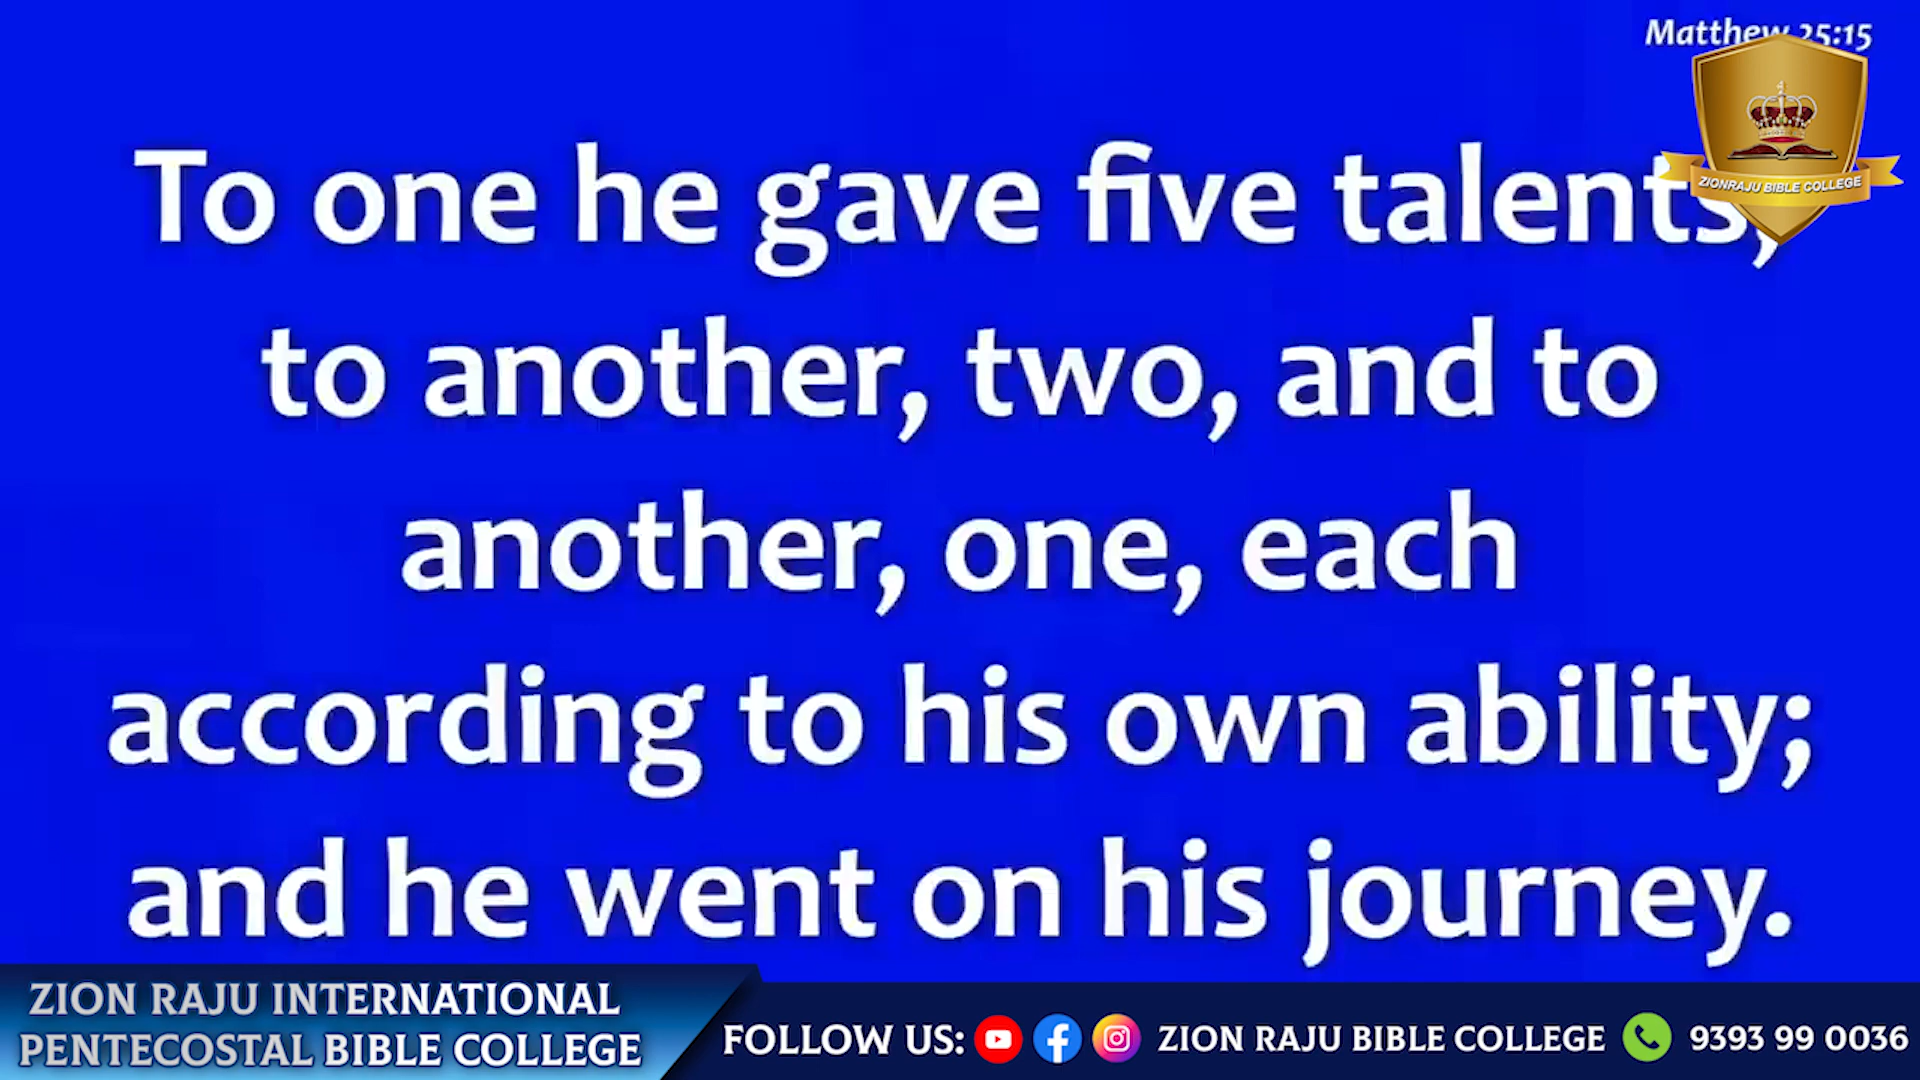 Matthew 25:15
ZIONRAJU BIBLE COLLEGE
To one he gave five talents,
to another, two, and to
another, one, each
according to his own ability;
and he went on his journey.
ZION RAJU INTERNATIONAL
PENTECOSTAL BIBLE COLLEGE
FOLLOW US: ZION RAJU BIBLE COLLEGE 9393 99 0036